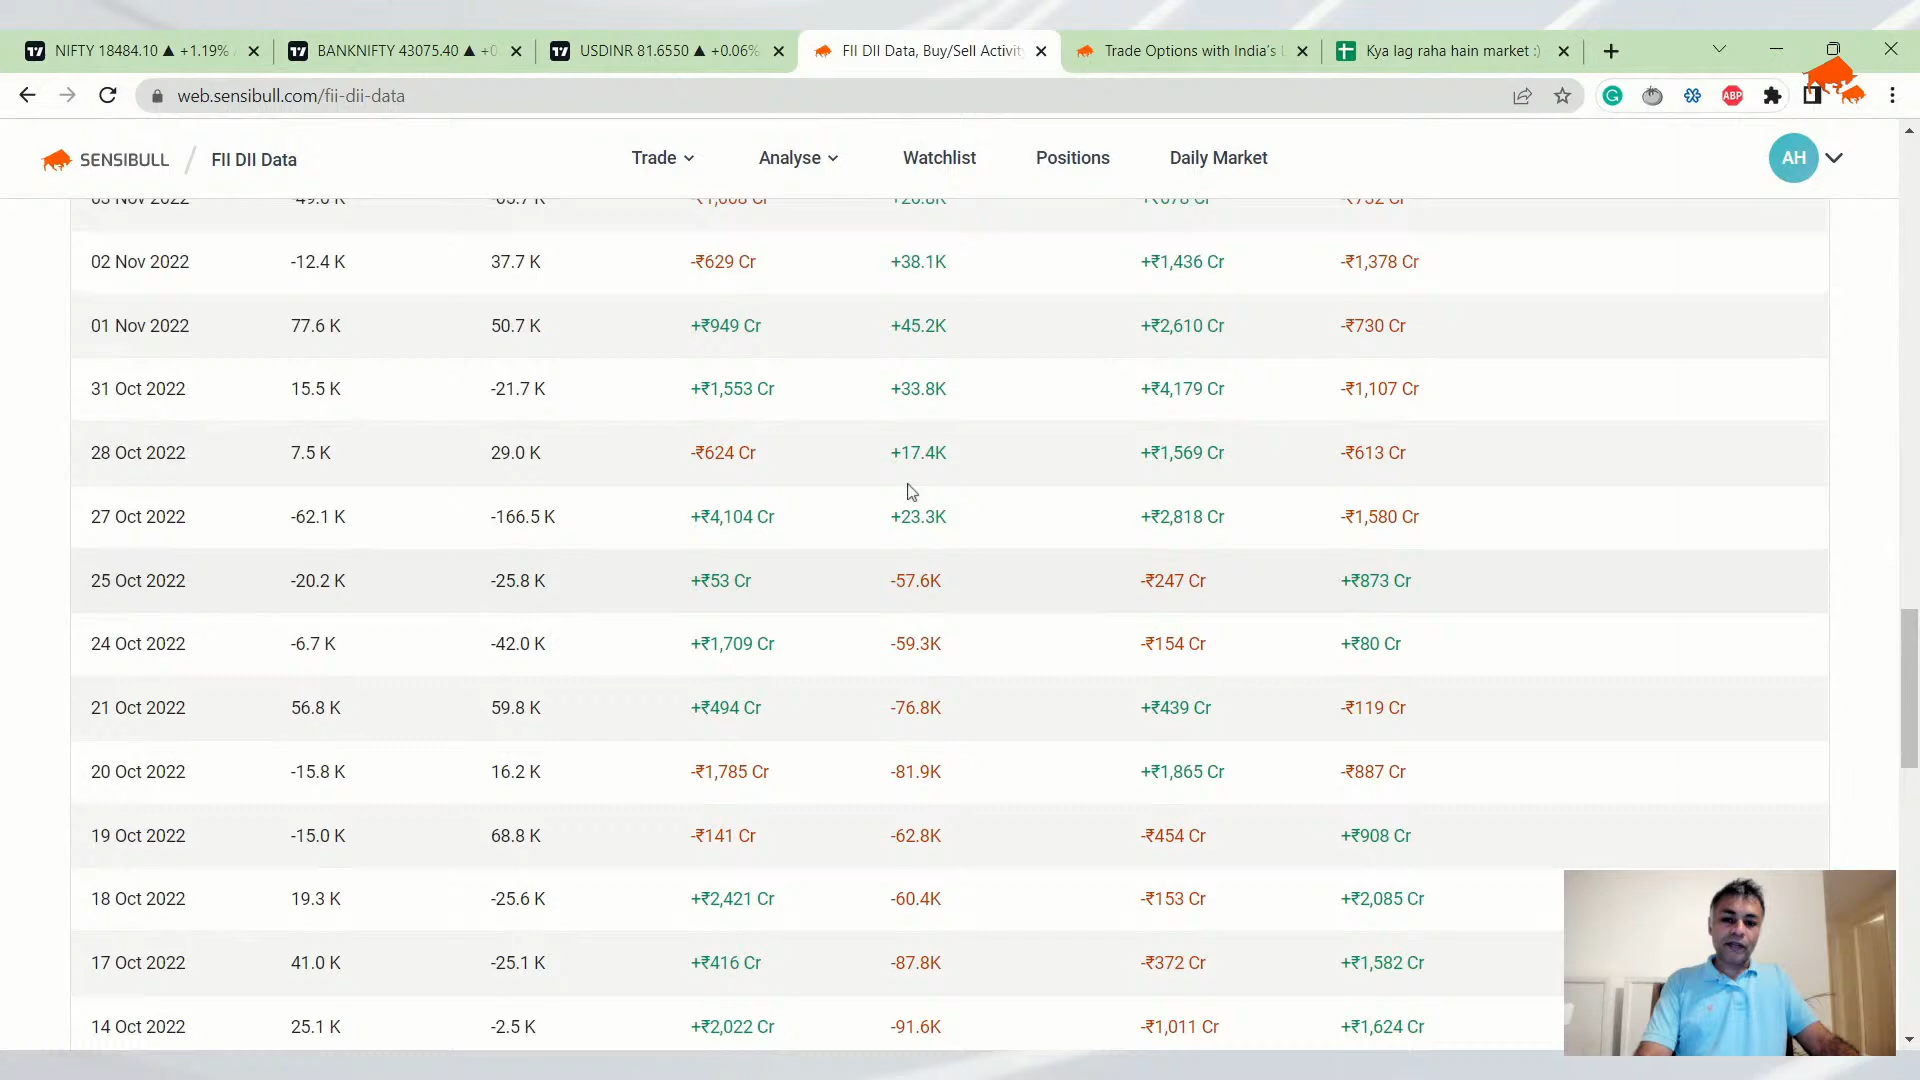 NIFTY 18484.10 ▲ +1.19%
BANKNIFTY 43075.40 ▲ +0
USDINR 81.6550 ▲ +0.06%
FII DII Data, Buy/Sell Activity
Trade Options with India's
Kya lag raha hain market :)
web.sensibull.com/fii-dii-data
ABP
SENSIBULL / FII DII Data
Trade
Analyse
Watchlist
Positions
Daily Market
AH
02 Nov 2022 -12.4 K 37.7 K -₹629 Cr +38.1K +₹1,436 Cr -₹1,378 Cr
01 Nov 2022 77.6 K 50.7 K +₹949 Cr +45.2K +₹2,610 Cr -₹730 Cr
31 Oct 2022 15.5 K -21.7 K +₹1,553 Cr +33.8K +₹4,179 Cr -₹1,107 Cr
28 Oct 2022 7.5 K 29.0 K -₹624 Cr +17.4K +₹1,569 Cr -₹613 Cr
27 Oct 2022 -62.1 K -166.5 K +₹4,104 Cr +23.3K +₹2,818 Cr -₹1,580 Cr
25 Oct 2022 -20.2 K -25.8 K +₹53 Cr -57.6K -₹247 Cr +₹873 Cr
24 Oct 2022 -6.7 K -42.0 K +₹1,709 Cr -59.3K -₹154 Cr +₹80 Cr
21 Oct 2022 56.8 K 59.8 K +₹494 Cr -76.8K +₹439 Cr -₹119 Cr
20 Oct 2022 -15.8 K 16.2 K -₹1,785 Cr -81.9K +₹1,865 Cr -₹887 Cr
19 Oct 2022 -15.0 K 68.8 K -₹141 Cr -62.8K -₹454 Cr +₹908 Cr
18 Oct 2022 19.3 K -25.6 K +₹2,421 Cr -60.4K -₹153 Cr +₹2,085 Cr
17 Oct 2022 41.0 K -25.1 K +₹416 Cr -87.8K -₹372 Cr +₹1,582 Cr
14 Oct 2022 25.1 K -2.5 K +₹2,022 Cr -91.6K -₹1,011 Cr +₹1,624 Cr